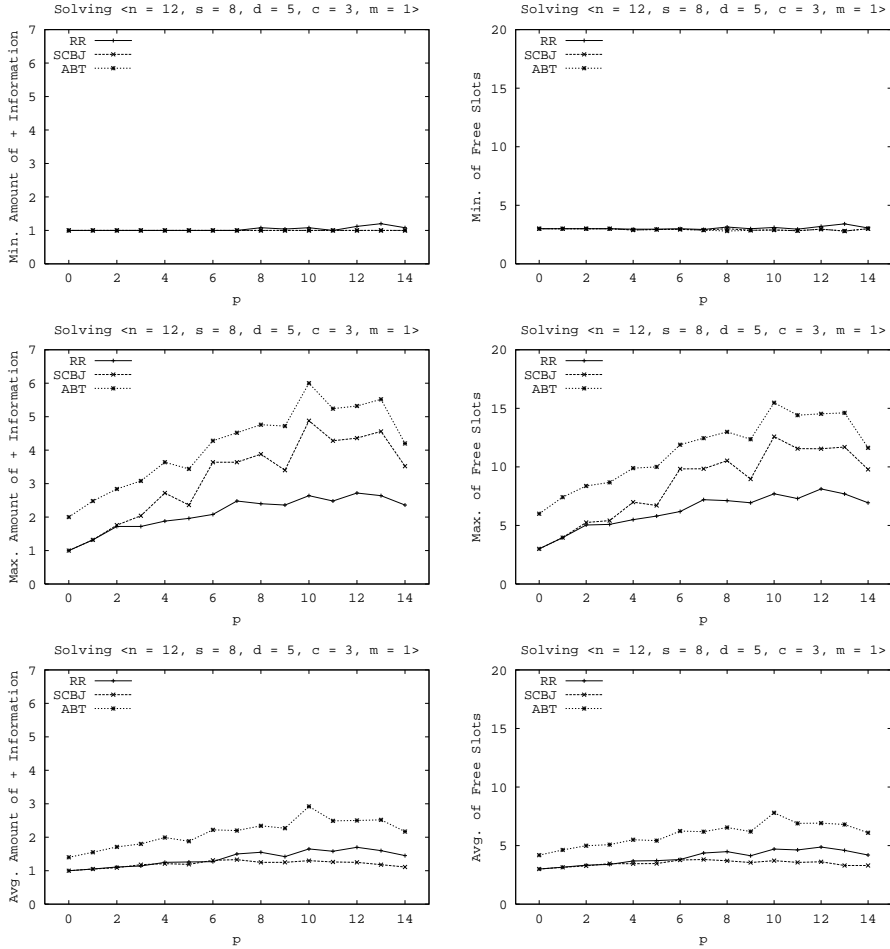 Solving <n = 12, s = 8, d = 5, c = 3, m = 1>
Min. Amount of + Information
7
6
5
4
3
2
1
0
RR
SCBJ
ABT
0 2 4 6 8 10 12 14
p
Solving <n = 12, s = 8, d = 5, c = 3, m = 1>
Min. of Free Slots
20
15
10
5
0
RR
SCBJ
ABT
0 2 4 6 8 10 12 14
p
Solving <n = 12, s = 8, d = 5, c = 3, m = 1>
Max. Amount of + Information
7
6
5
4
3
2
1
0
RR
SCBJ
ABT
0 2 4 6 8 10 12 14
p
Solving <n = 12, s = 8, d = 5, c = 3, m = 1>
Max. of Free Slots
20
15
10
5
0
RR
SCBJ
ABT
0 2 4 6 8 10 12 14
p
Solving <n = 12, s = 8, d = 5, c = 3, m = 1>
Avg. Amount of + Information
7
6
5
4
3
2
1
0
RR
SCBJ
ABT
0 2 4 6 8 10 12 14
p
Solving <n = 12, s = 8, d = 5, c = 3, m = 1>
Avg. of Free Slots
20
15
10
5
0
RR
SCBJ
ABT
0 2 4 6 8 10 12 14
p